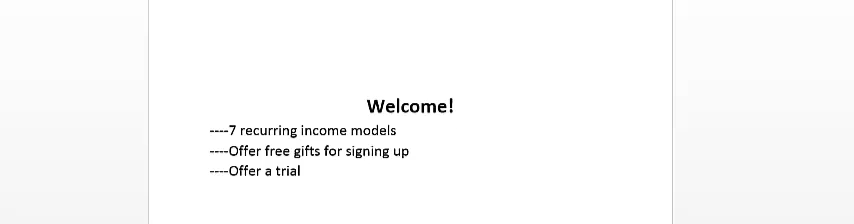 Welcome!
----7 recurring income models
----Offer free gifts for signing up
----Offer a trial